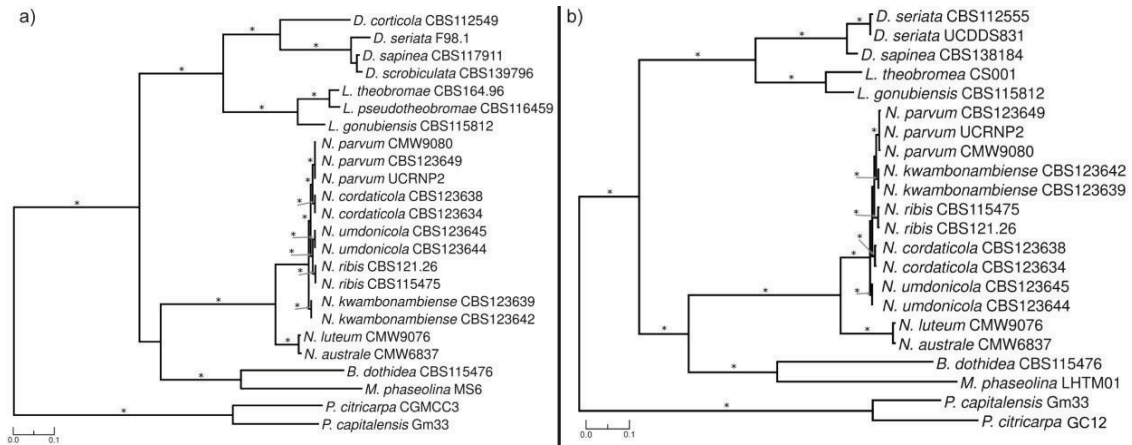 a)
D. corticola CBS112549
D. seriata F98.1
D. sapinea CBS117911
D. scrobiculata CBS139796
L. theobromae CBS164.96
L. pseudotheobromae CBS116459
L. gonubiensis CBS115812
N. parvum CMW9080
N. parvum CBS123649
N. parvum UCRNP2
N. cordaticola CBS123638
N. cordaticola CBS123634
N. umdonicola CBS123645
N. umdonicola CBS123644
N. ribis CBS121.26
N. ribis CBS115475
N. kwambonambiense CBS123639
N. kwambonambiense CBS123642
N. luteum CMW9076
N. australe CMW6837
B. dothidea CBS115476
M. phaseolina MS6
P. citricarpa CGMCC3
P. capitalensis Gm33
0.0 0.1
b)
D. seriata CBS112555
D. seriata UCDDS831
D. sapinea CBS138184
L. theobromea CS001
L. gonubiensis CBS115812
N. parvum CBS123649
N. parvum UCRNP2
N. parvum CMW9080
N. kwambonambiense CBS123642
N. kwambonambiense CBS123639
N. ribis CBS115475
N. ribis CBS121.26
N. cordaticola CBS123638
N. cordaticola CBS123634
N. umdonicola CBS123645
N. umdonicola CBS123644
N. luteum CMW9076
N. australe CMW6837
B. dothidea CBS115476
M. phaseolina LHTM01
P. capitalensis Gm33
P. citricarpa GC12
0.0 0.1